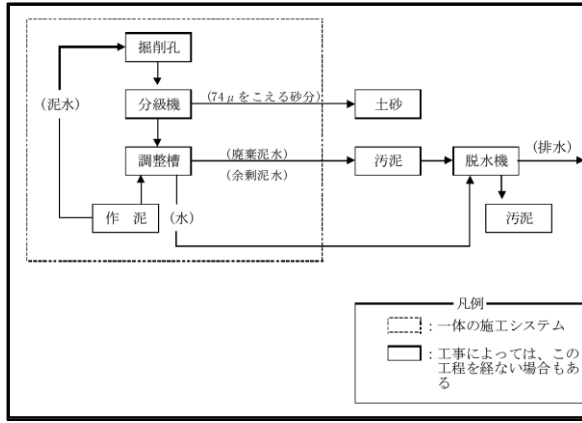 掘削孔
(泥水)
分級機
(74μをこえる砂分)
土砂
調整槽
(廃棄泥水)
(余剰泥水)
汚泥
脱水機
(排水)
作　泥
(水)
汚泥
凡例
：一体の施工システム
：工事によっては、この
工程を経ない場合もあ
る